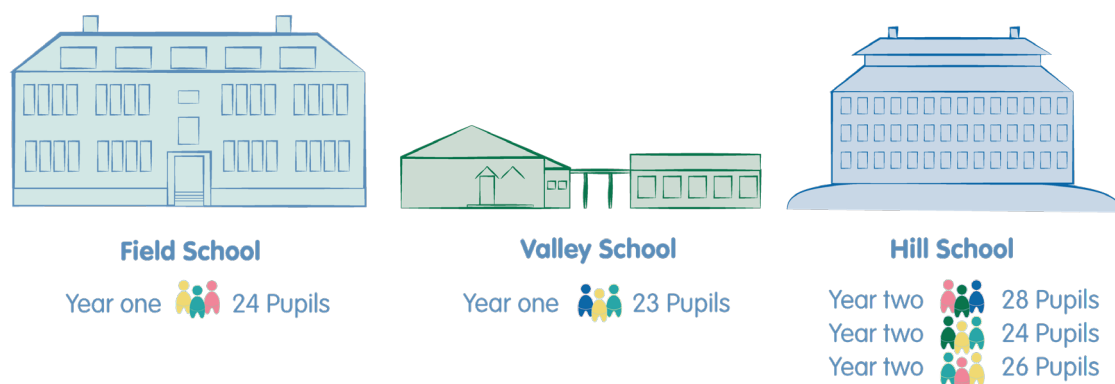 Field School
Year one 24 Pupils
Valley School
Year one 23 Pupils
Hill School
Year two 28 Pupils
Year two 24 Pupils
Year two 26 Pupils